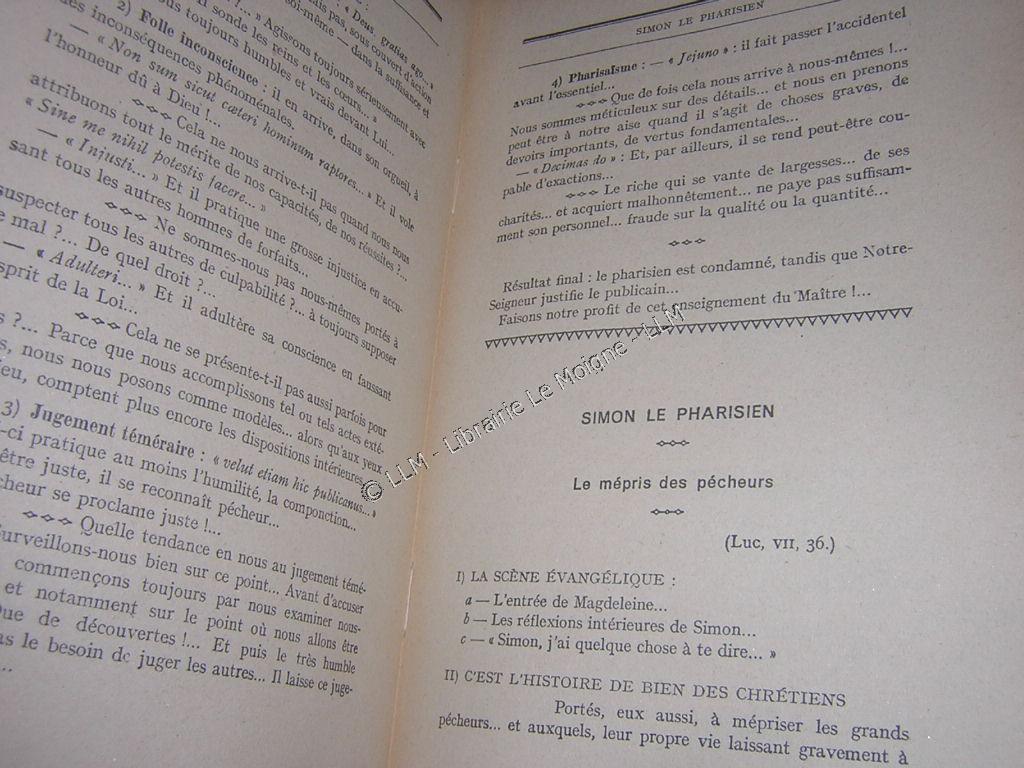 « Deus, gratias ago...
pas, sous couvert d'action
soi-même — dans la suffisance et
?... » Agissons toujours sérieusement avec
Il sonde les reins et les cœurs... »
toujours humbles et vrais devant Lui...
2) Folle inconscience : il en arrive, dans son orgueil, à
des inconséquences phénoménales.
— « Non sum sicut cæteri hominum raptores... » Et il vole
l'honneur dû à Dieu !...
Cela ne nous arrive-t-il pas quand nous nous
attribuons tout le mérite de nos capacités, de nos réussites ?...
« Sine me nihil potestis facere... »
— « Injusti... » Et il pratique une grosse injustice en accu-
sant tous les autres hommes de forfaits...
Ne sommes-nous pas nous-mêmes portés à
suspecter tous les autres de culpabilité ?... à toujours supposer
mal ?... De quel droit ?...
— « Adulteri... » Et il adultère sa conscience en faussant
esprit de la Loi...
Cela ne se présente-t-il pas aussi parfois pour
?... Parce que nous accomplissons tel ou tels actes exté-
nous nous posons comme modèles... alors qu'aux yeux
Dieu, comptent plus encore les dispositions intérieures...
3) Jugement téméraire : « velut etiam hic publicanus... »
pratique au moins l'humilité, la componction...
être juste, il se reconnaît pécheur...
pécheur se proclame juste !...
Quelle tendance en nous au jugement témé-
Surveillons-nous bien sur ce point... Avant d'accuser
commençons toujours par nous examiner nous-
et notamment sur le point où nous allons être
Que de découvertes !... Et puis le très humble
pas le besoin de juger les autres... Il laisse ce juge-
...
SIMON LE PHARISIEN
4) Pharisaïsme : — « Jejuno » : il fait passer l'accidentel
avant l'essentiel...
Que de fois cela nous arrive à nous-mêmes !...
Nous sommes méticuleux sur des détails... et nous en prenons
peut être à notre aise quand il s'agit de choses graves, de
devoirs importants, de vertus fondamentales...
— « Decimas do » : Et, par ailleurs, il se rend peut-être cou-
pable d'exactions...
Le riche qui se vante de largesses... de ses
charités... et acquiert malhonnêtement... ne paye pas suffisam-
ment son personnel... fraude sur la qualité ou la quantité...
Résultat final : le pharisien est condamné, tandis que Notre-
Seigneur justifie le publicain...
Faisons notre profit de cet enseignement du Maître !...
SIMON LE PHARISIEN
Le mépris des pécheurs
(Luc, VII, 36.)
I) LA SCÈNE ÉVANGÉLIQUE :
a — L'entrée de Magdeleine...
b — Les réflexions intérieures de Simon...
c — « Simon, j'ai quelque chose à te dire... »
II) C'EST L'HISTOIRE DE BIEN DES CHRÉTIENS
Portés, eux aussi, à mépriser les grands
pécheurs... et auxquels, leur propre vie laissant gravement à
© LLM - Librairie Le Moigne - LLM